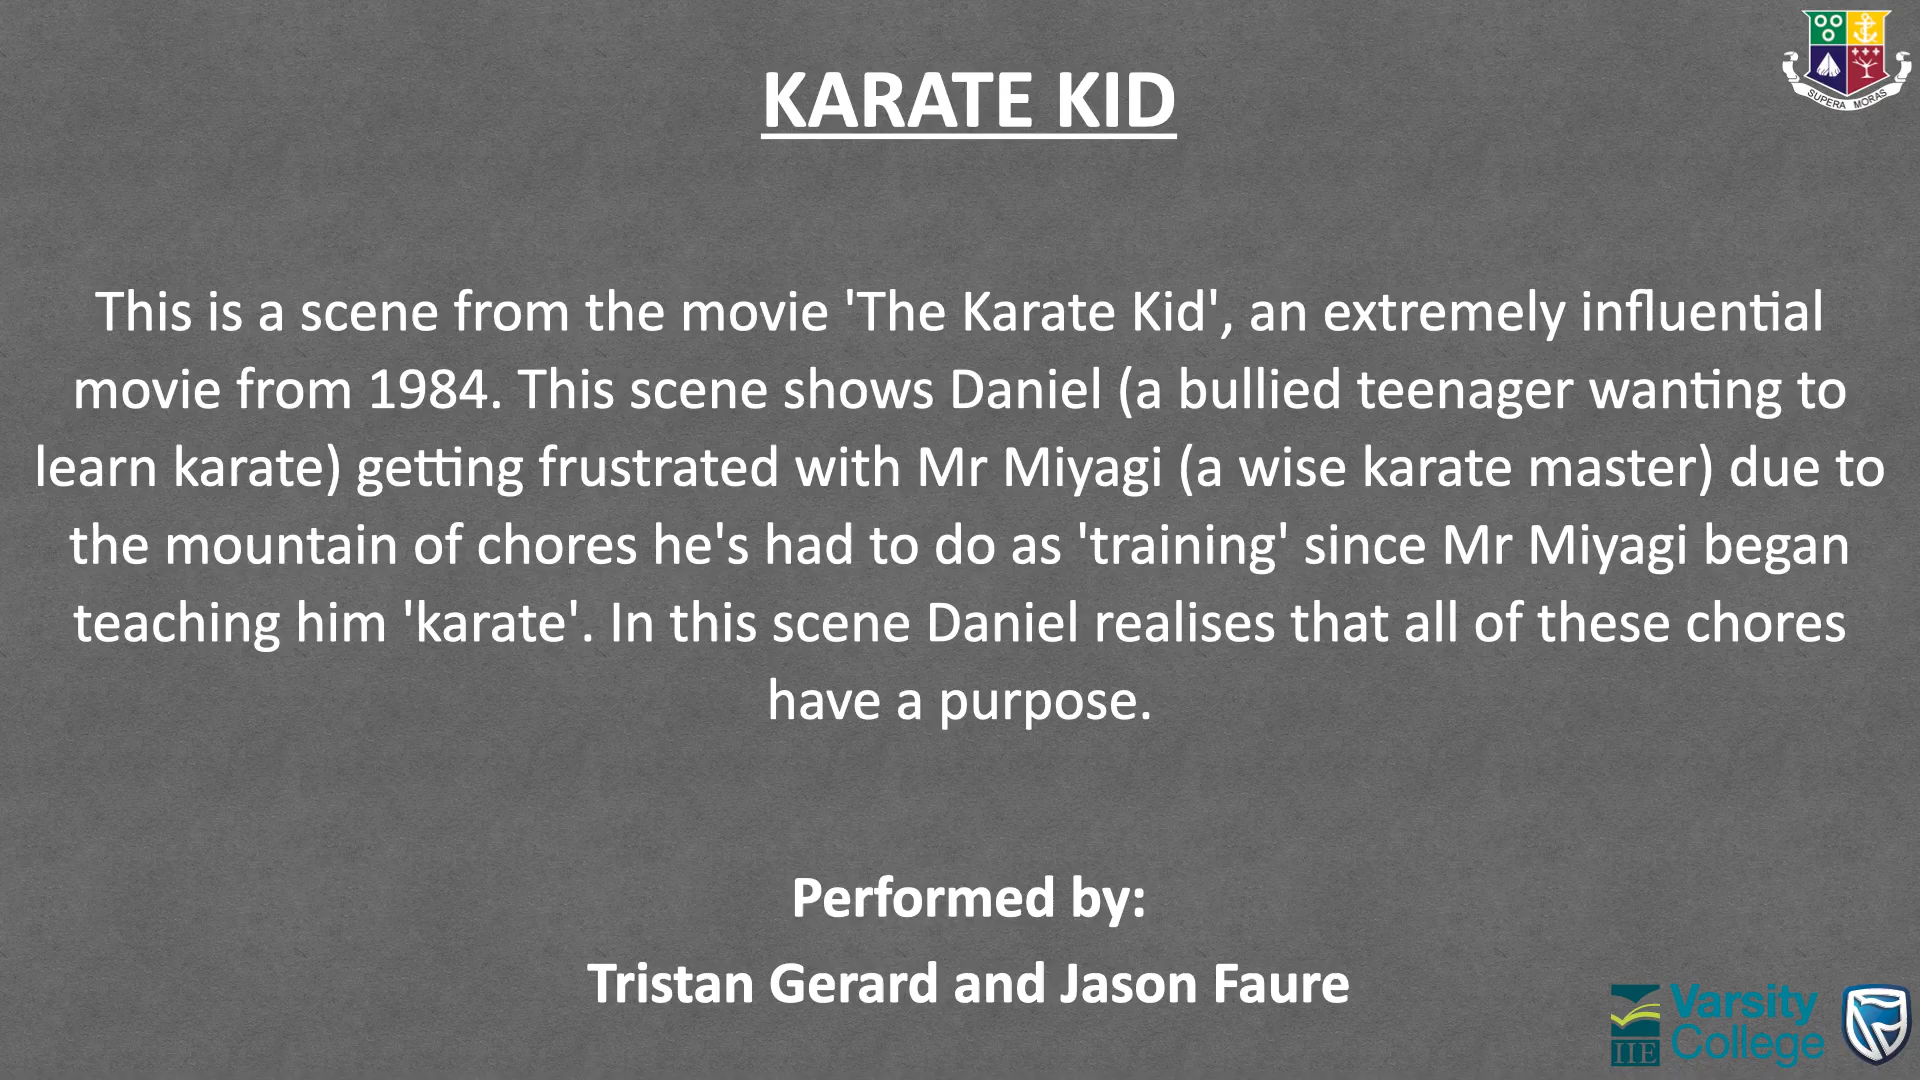 SUPERA MORAS
KARATE KID
This is a scene from the movie 'The Karate Kid', an extremely influential
movie from 1984. This scene shows Daniel (a bullied teenager wanting to
learn karate) getting frustrated with Mr Miyagi (a wise karate master) due to
the mountain of chores he's had to do as 'training' since Mr Miyagi began
teaching him 'karate'. In this scene Daniel realises that all of these chores
have a purpose.
Performed by:
Tristan Gerard and Jason Faure
Varsity
College
IIE